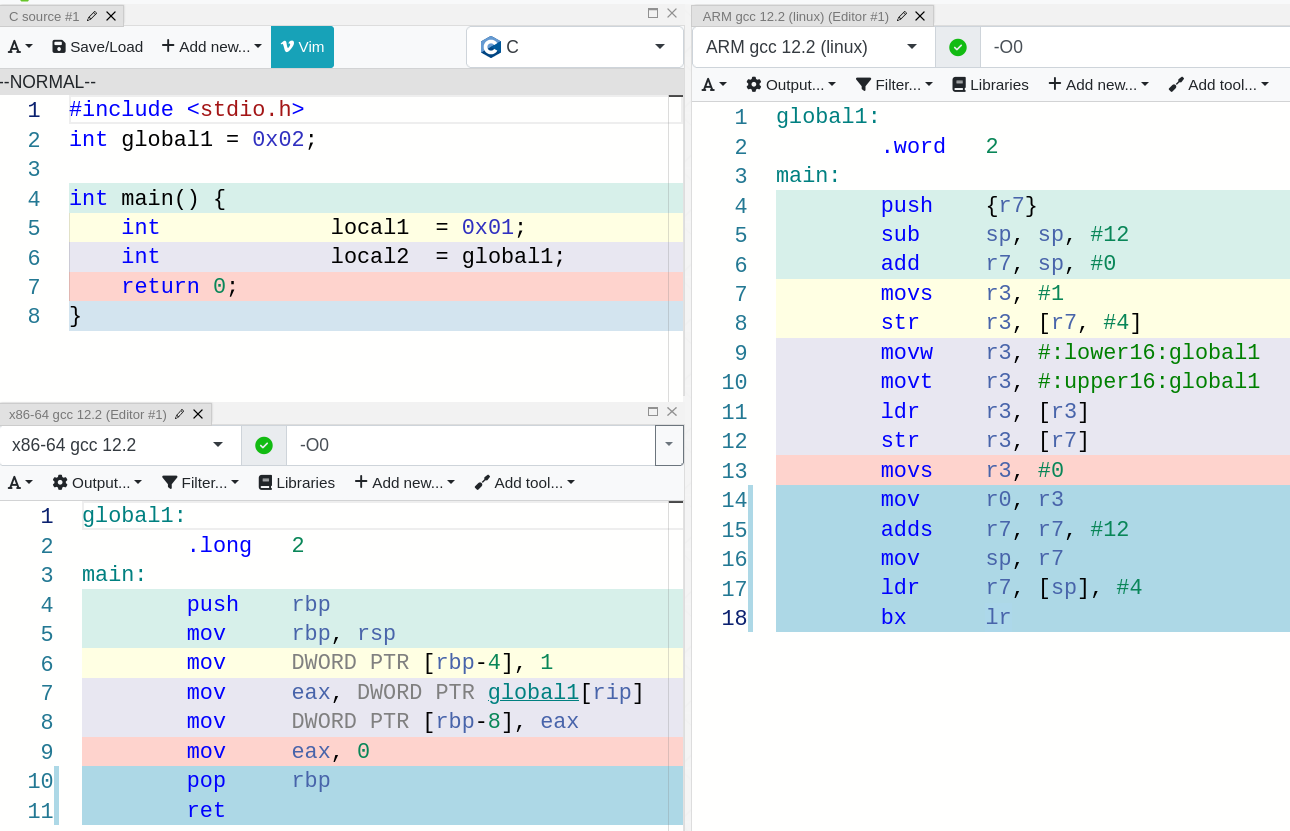 C source #1
A Save/Load Add new... Vim C
--NORMAL--
1 #include <stdio.h>
2 int global1 = 0x02;
3
4 int main() {
5     int             local1  = 0x01;
6     int             local2  = global1;
7     return 0;
8 }
x86-64 gcc 12.2 (Editor #1)
x86-64 gcc 12.2 -O0
A Output... Filter... Libraries Add new... Add tool...
1 global1:
2         .long   2
3 main:
4         push    rbp
5         mov     rbp, rsp
6         mov     DWORD PTR [rbp-4], 1
7         mov     eax, DWORD PTR global1[rip]
8         mov     DWORD PTR [rbp-8], eax
9         mov     eax, 0
10         pop     rbp
11         ret
ARM gcc 12.2 (linux) (Editor #1)
ARM gcc 12.2 (linux) -O0
A Output... Filter... Libraries Add new... Add tool...
1 global1:
2         .word   2
3 main:
4         push    {r7}
5         sub     sp, sp, #12
6         add     r7, sp, #0
7         movs    r3, #1
8         str     r3, [r7, #4]
9         movw    r3, #:lower16:global1
10         movt    r3, #:upper16:global1
11         ldr     r3, [r3]
12         str     r3, [r7]
13         movs    r3, #0
14         mov     r0, r3
15         adds    r7, r7, #12
16         mov     sp, r7
17         ldr     r7, [sp], #4
18         bx      lr